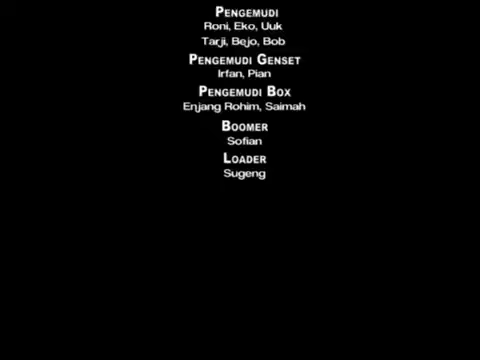 PENGEMUDI
Roni, Eko, Uuk
Tarji, Bejo, Bob
PENGEMUDI GENSET
Irfan, Pian
PENGEMUDI BOX
Enjang Rohim, Saimah
BOOMER
Sofian
LOADER
Sugeng